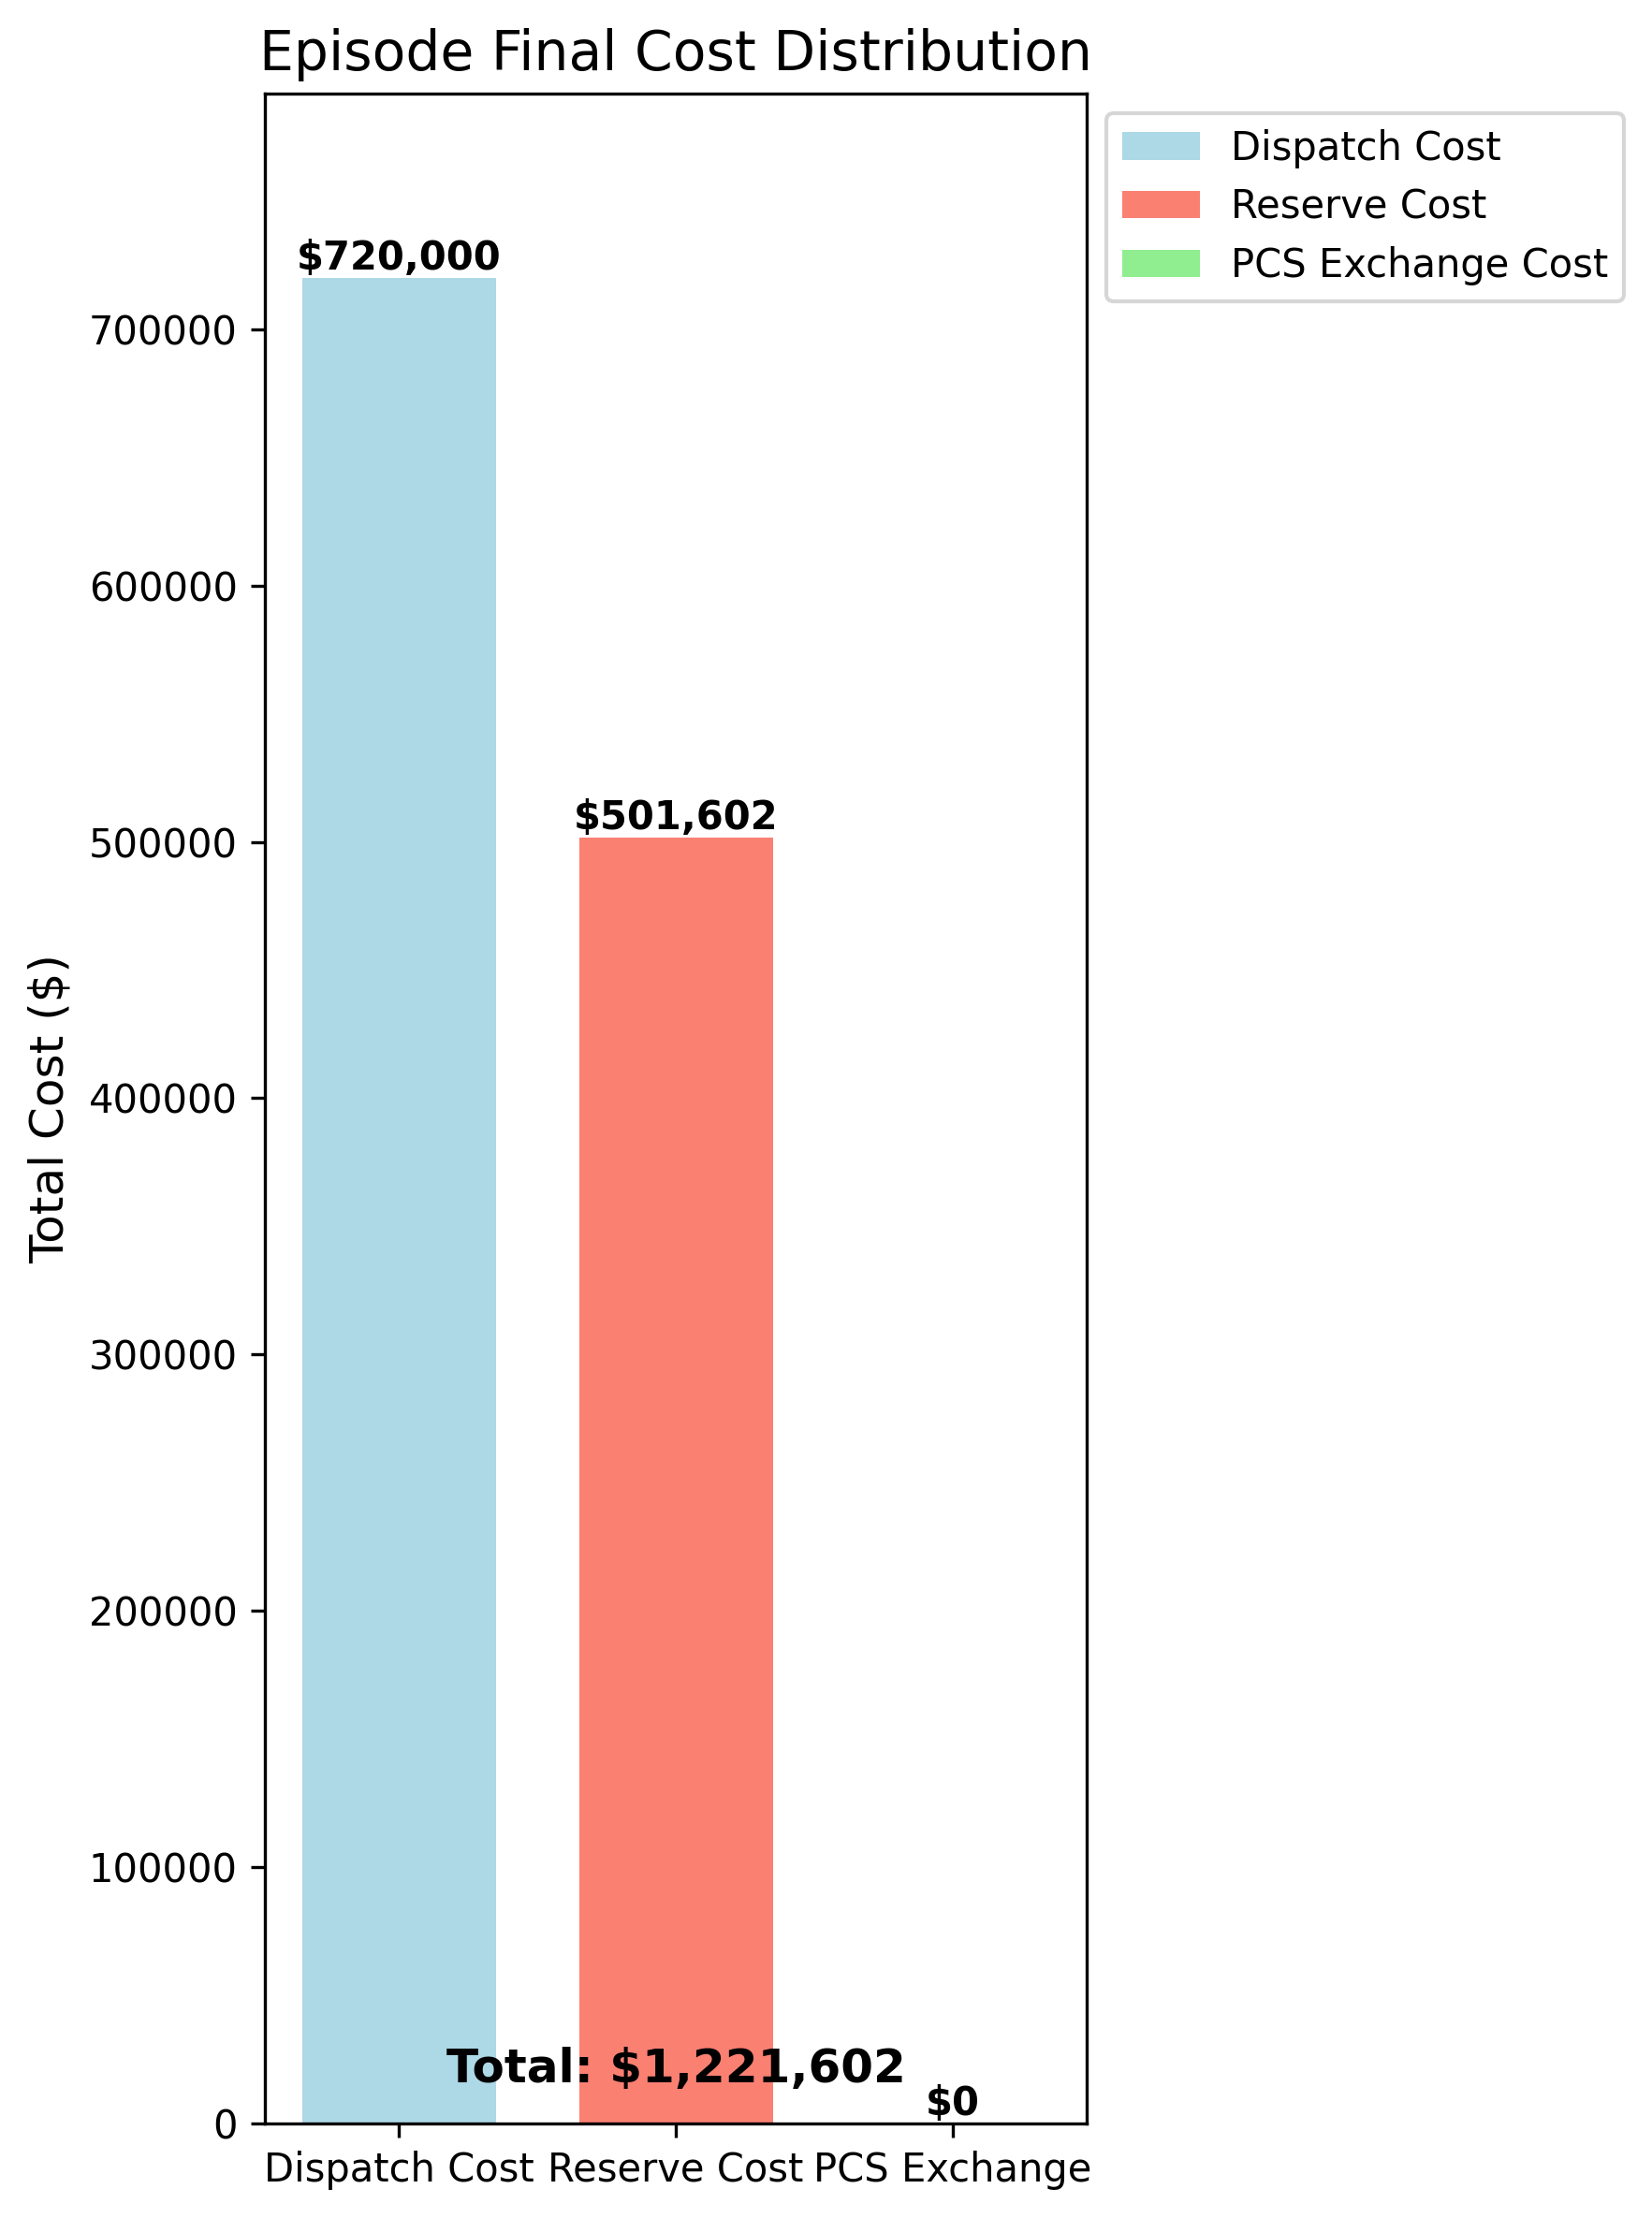 Episode Final Cost Distribution
Dispatch Cost
Reserve Cost
PCS Exchange Cost
$720,000
700000
600000
$501,602
500000
Total Cost ($)
400000
300000
200000
100000
Total: $1,221,602
$0
0
Dispatch Cost Reserve Cost PCS Exchange